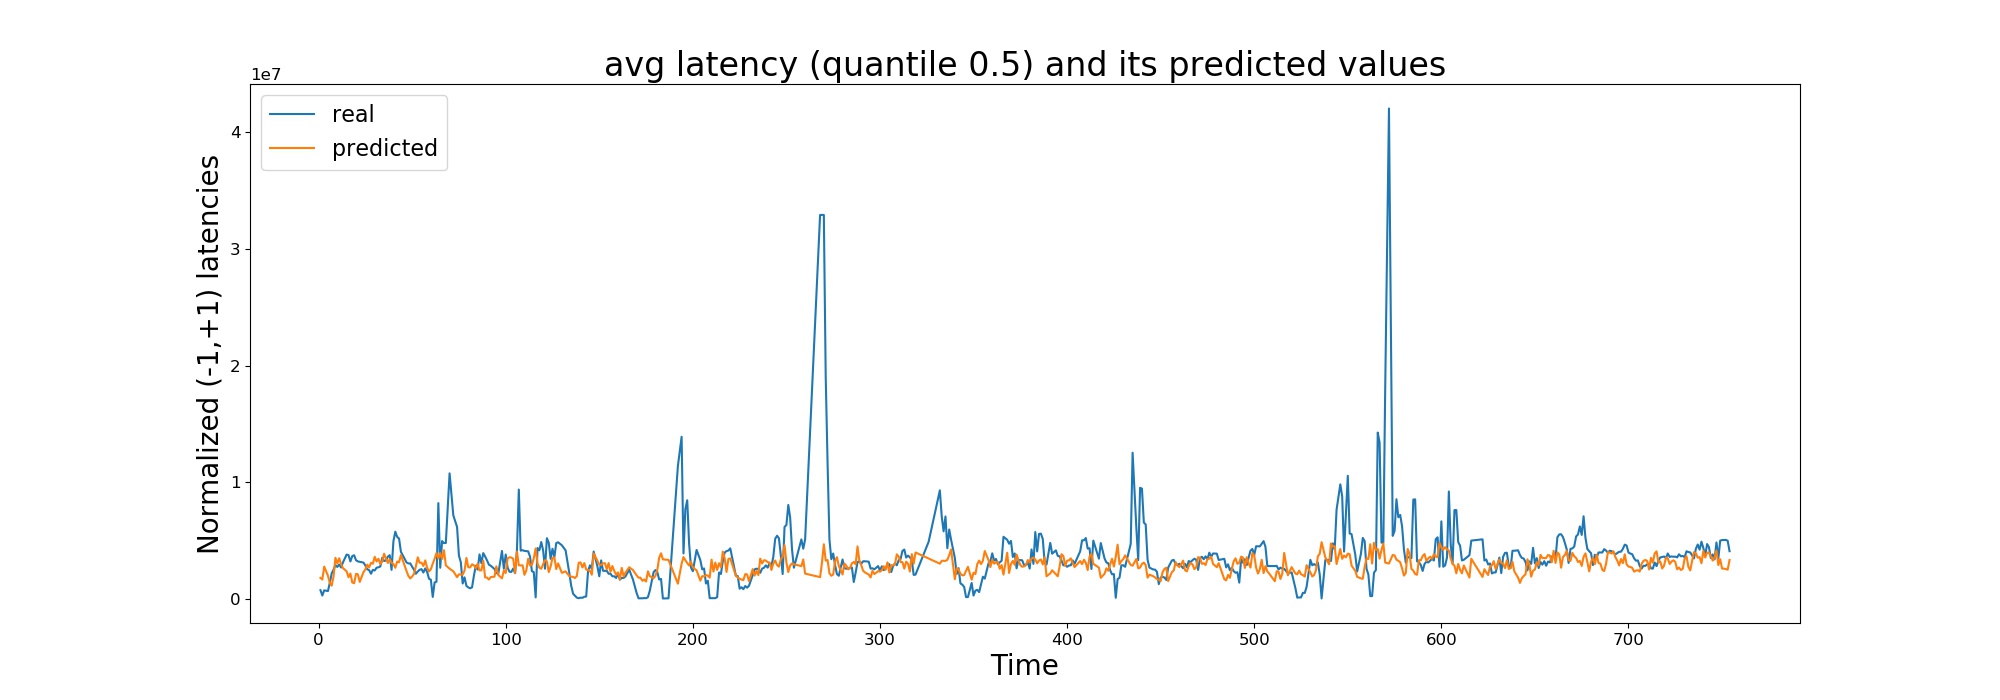 avg latency (quantile 0.5) and its predicted values
1e7
real
predicted
4
3
2
1
0
Normalized (-1,+1) latencies
0 100 200 300 400 500 600 700
Time